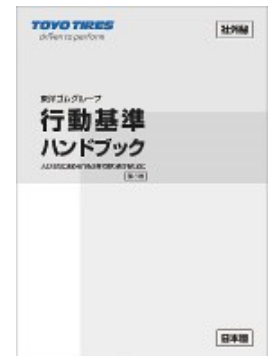 TOYO TIRES
driven to perform
社外秘
東洋ゴムグループ
行動基準
ハンドブック
日本語